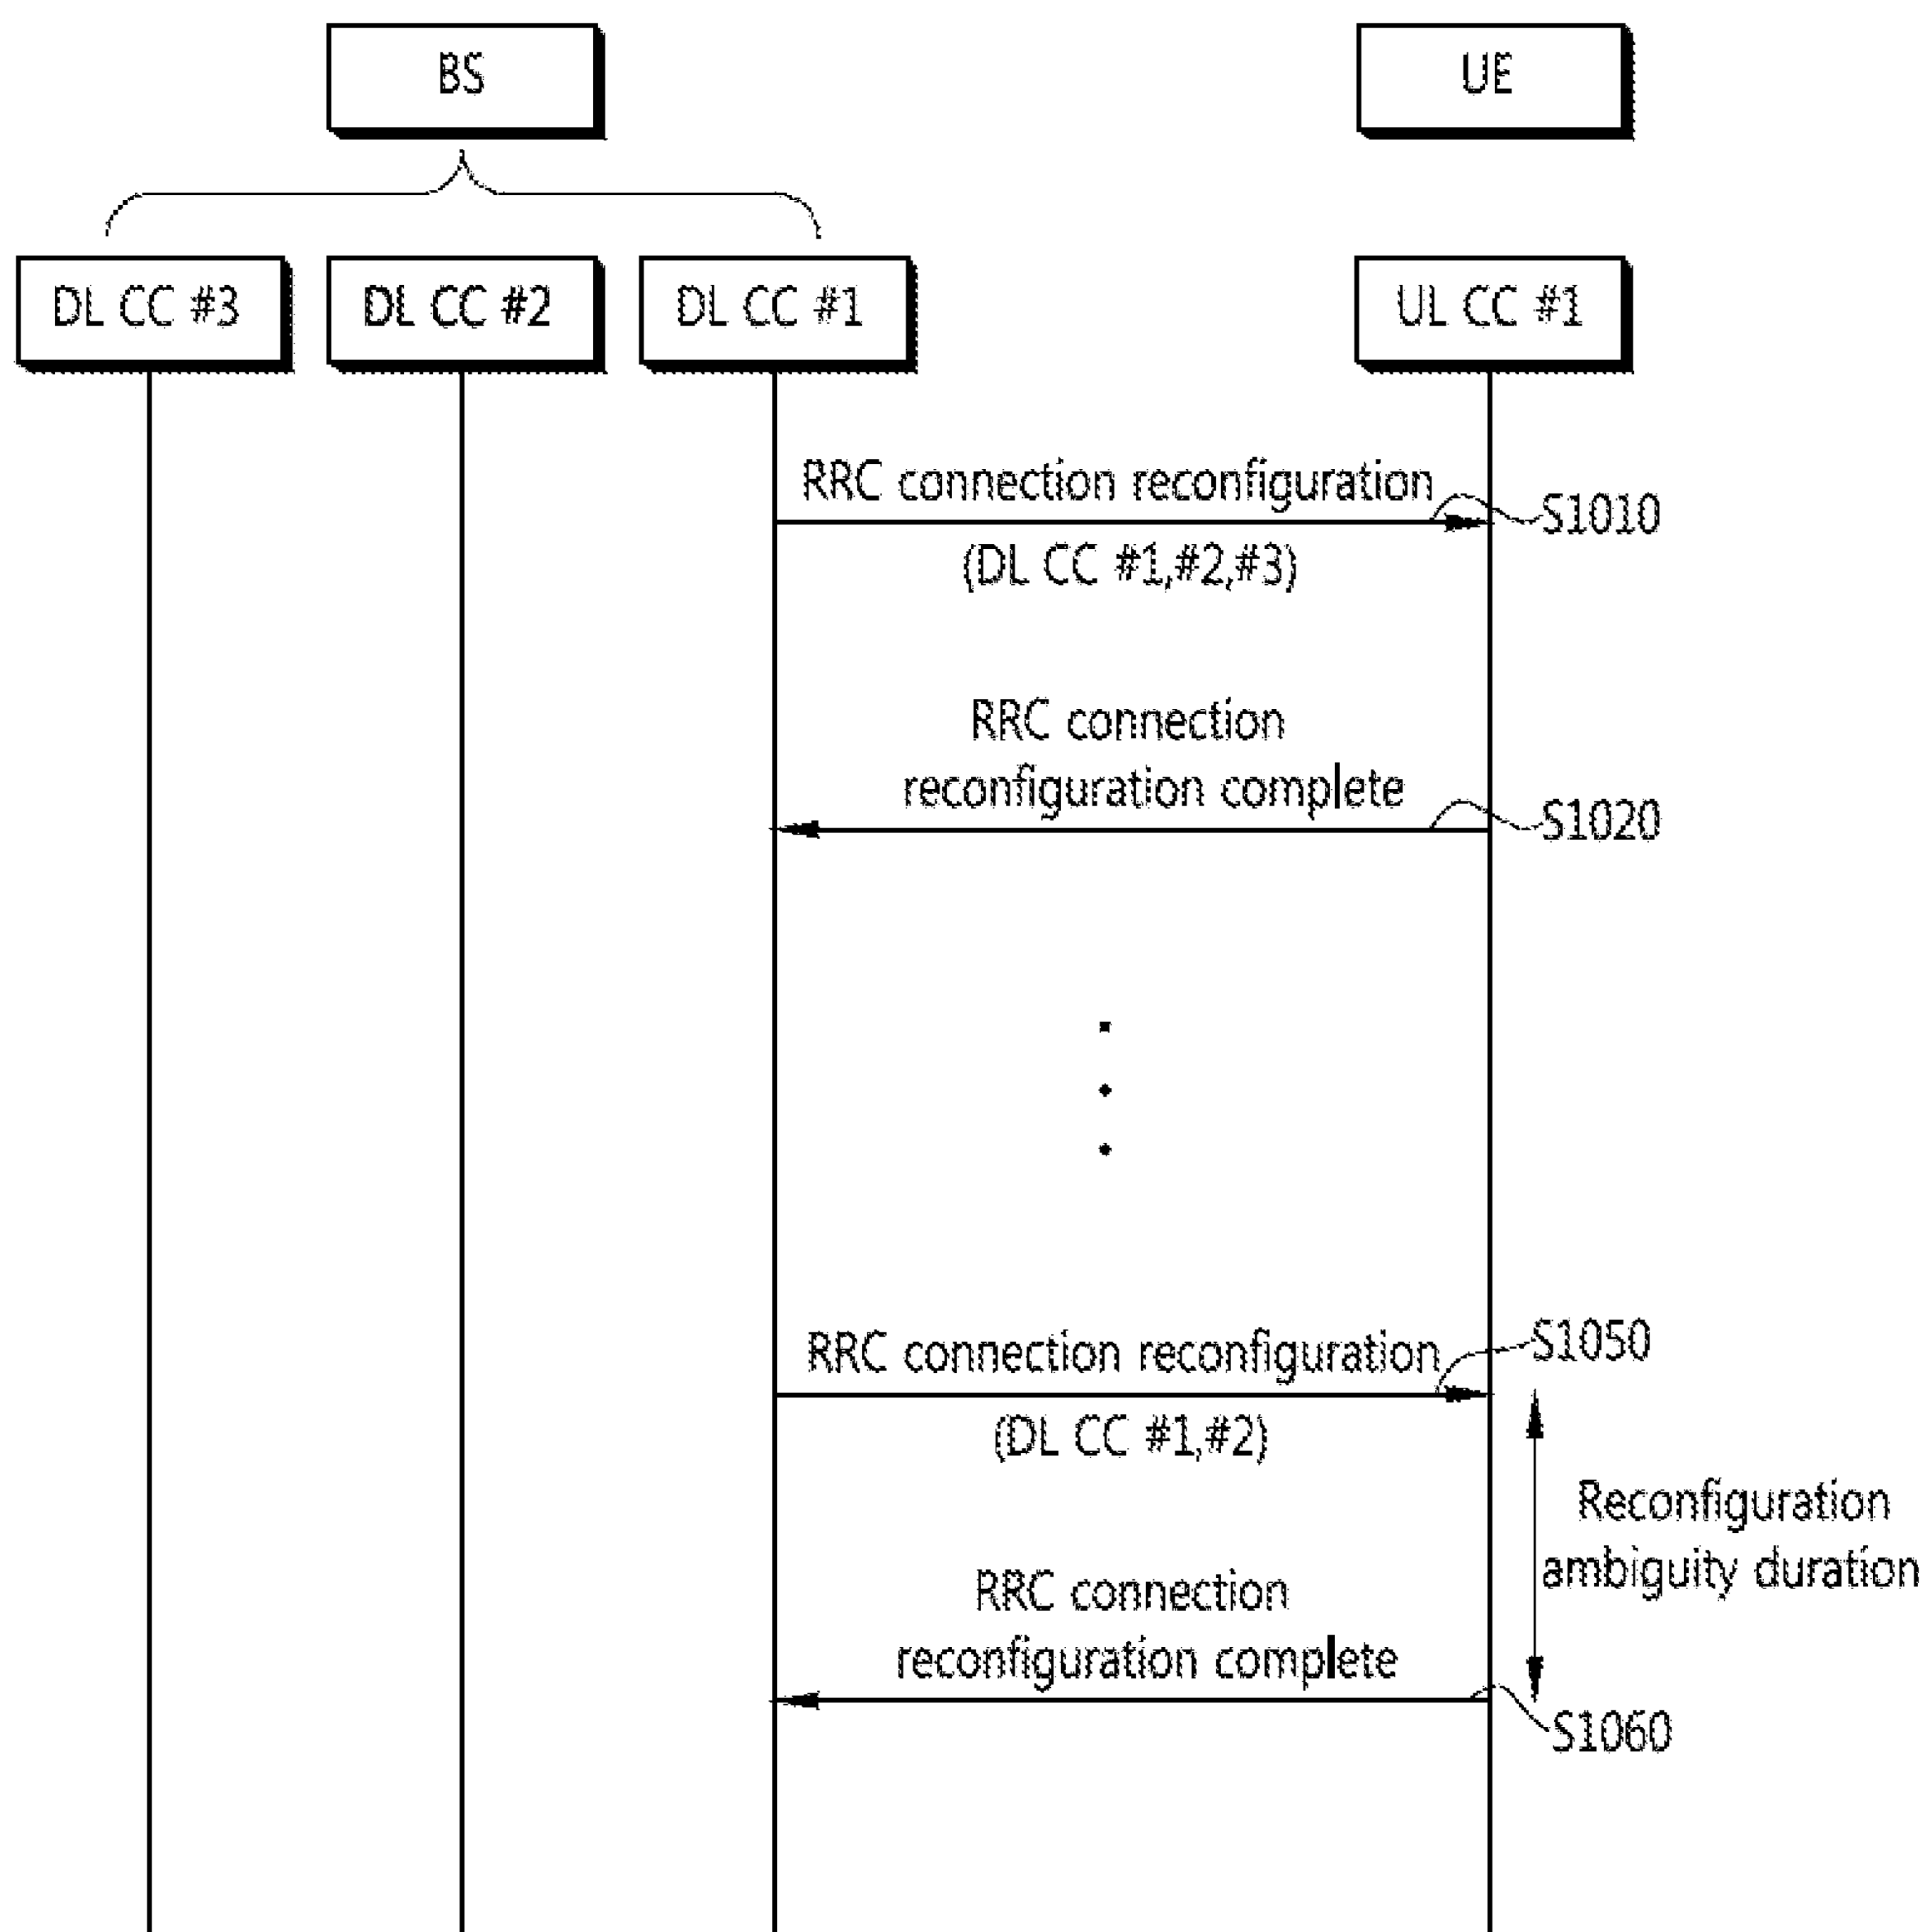 BS
UE
DL CC #3
DL CC #2
DL CC #1
UL CC #1
RRC connection reconfiguration
S1010
(DL CC #1,#2,#3)
RRC connection
reconfiguration complete
S1020
RRC connection reconfiguration
S1050
(DL CC #1,#2)
Reconfiguration
ambiguity duration
RRC connection
reconfiguration complete
S1060